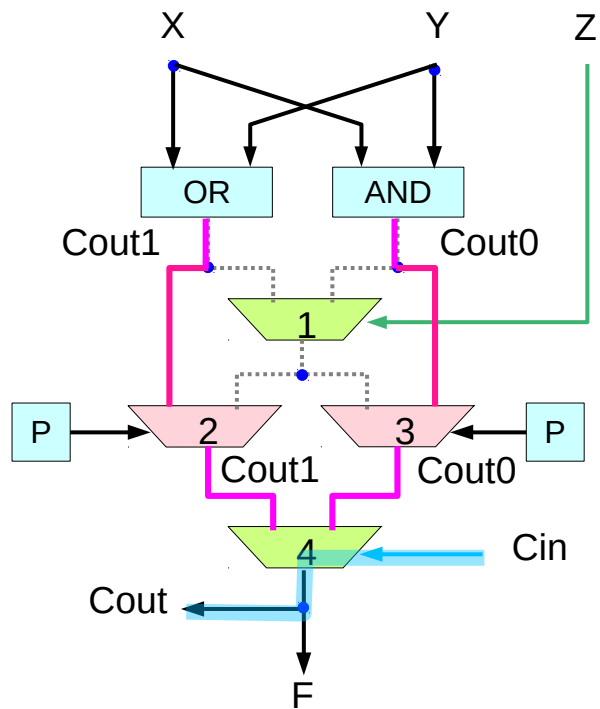 X Y Z
OR AND
Cout1 Cout0
1
P 2 3 P
Cout1 Cout0
4 Cin
Cout
F